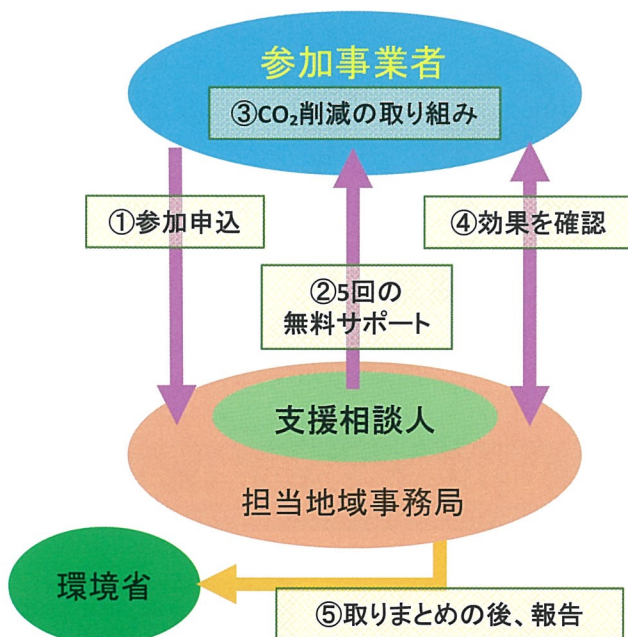 参加事業者
③CO₂削減の取り組み
①参加申込
④効果を確認
②5回の
無料サポート
支援相談人
担当地域事務局
環境省
⑤取りまとめの後、報告